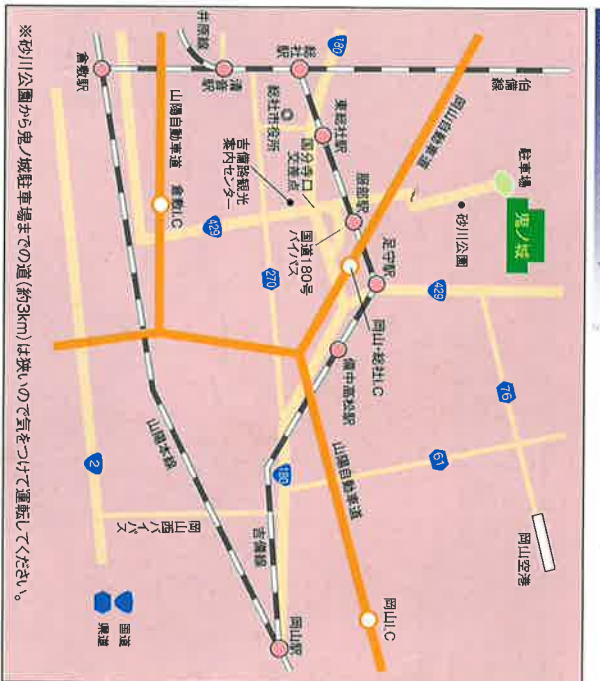 鬼ノ城
駐車場
砂川公園
伯備線
岡山自動車道
180
総社駅
東総社駅
服部駅
足守駅
429
76
岡山空港
井原線
清音駅
総社市役所
国分寺口
交差点
吉備路観光
案内センター
国道180号
バイパス
岡山・総社I.C
備中高松駅
61
倉敷駅
山陽自動車道
倉敷I.C
429
270
山陽自動車道
岡山I.C
180
吉備線
岡山駅
山陽本線
2
岡山西バイパス
国道
県道
※砂川公園から鬼ノ城駐車場までの道(約3km)は狭いので気をつけて運転してください。